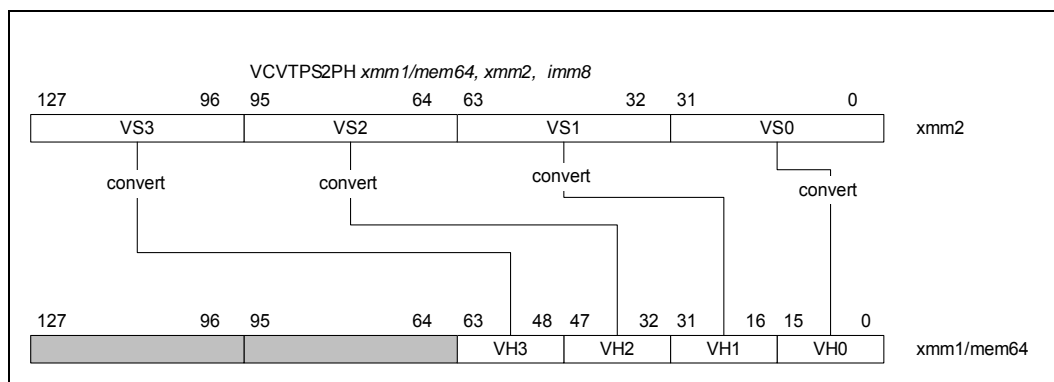 VCVTPS2PH xmm1/mem64, xmm2, imm8
127 96 95 64 63 32 31 0
VS3 VS2 VS1 VS0 xmm2
convert convert convert convert
127 96 95 64 63 48 47 32 31 16 15 0
VH3 VH2 VH1 VH0 xmm1/mem64